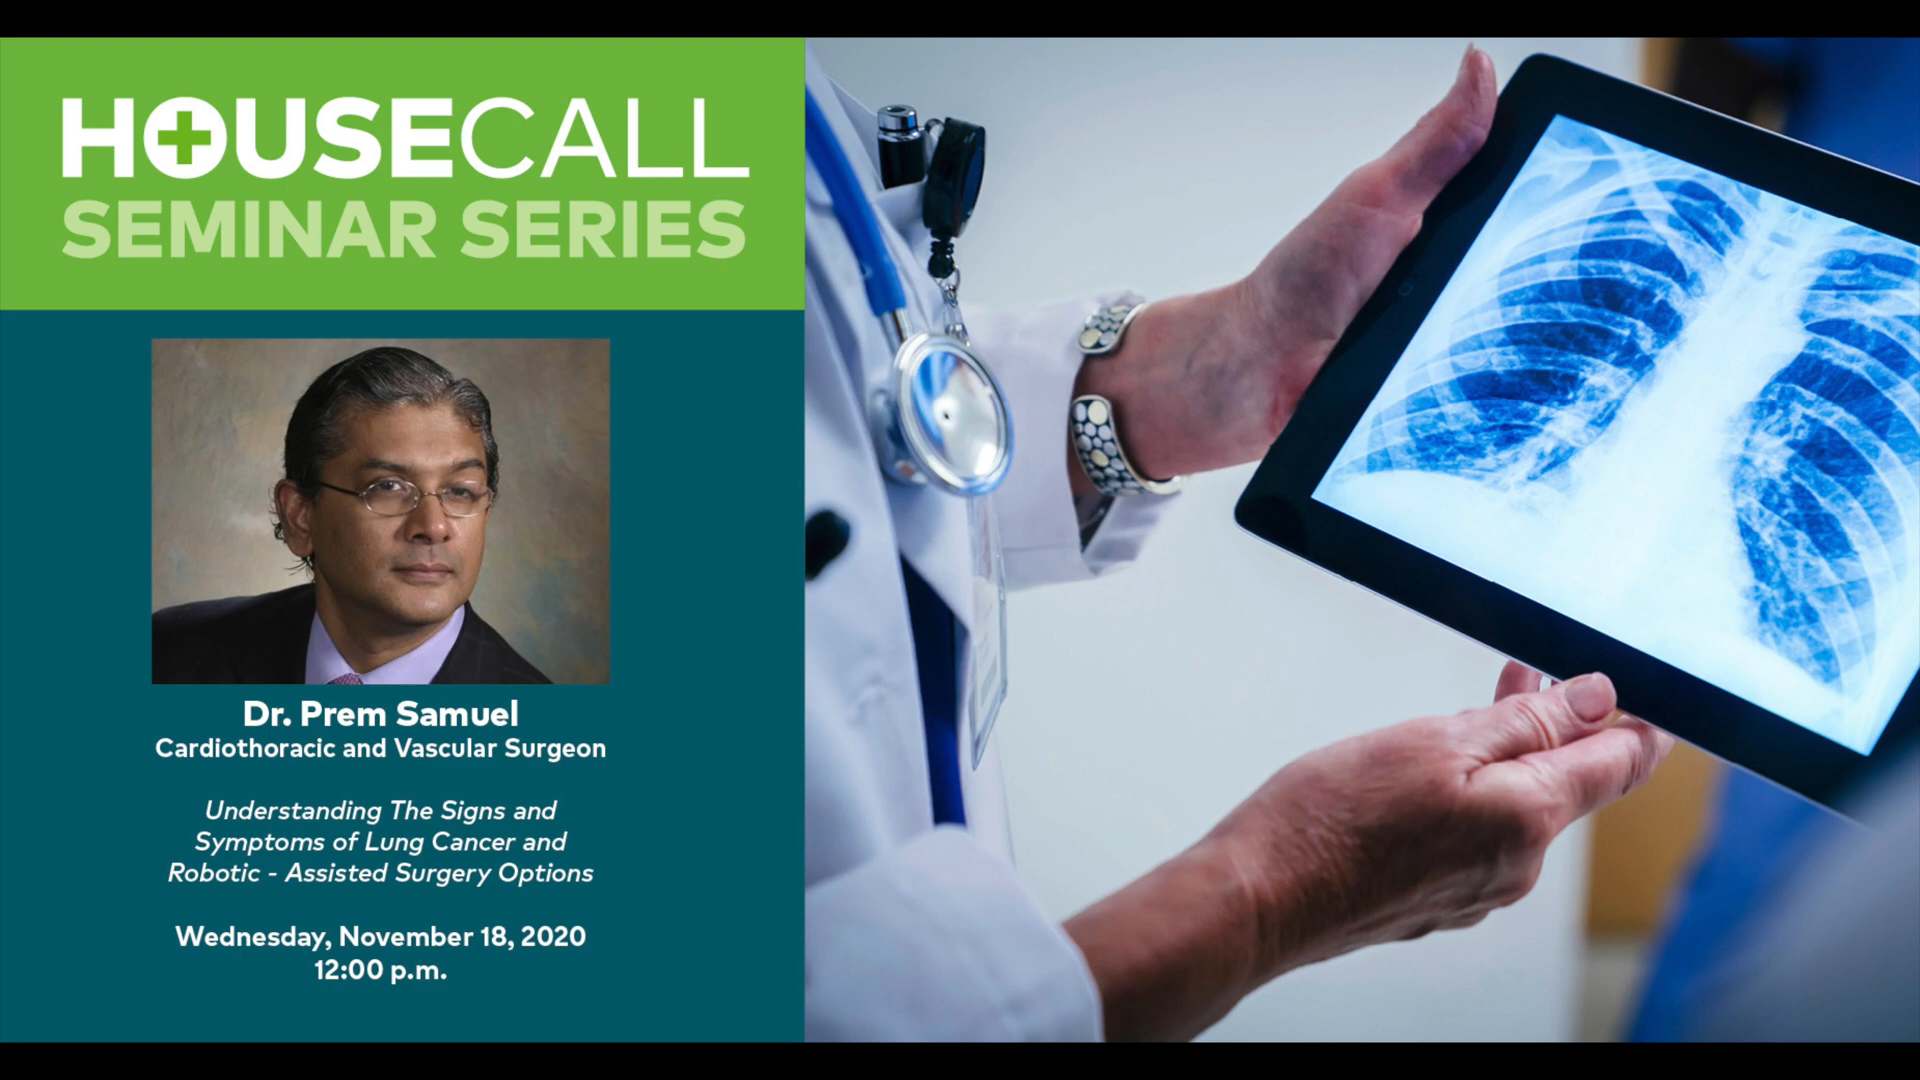 HOUSECALL
SEMINAR SERIES
Dr. Prem Samuel
Cardiothoracic and Vascular Surgeon
Understanding The Signs and
Symptoms of Lung Cancer and
Robotic - Assisted Surgery Options
Wednesday, November 18, 2020
12:00 p.m.